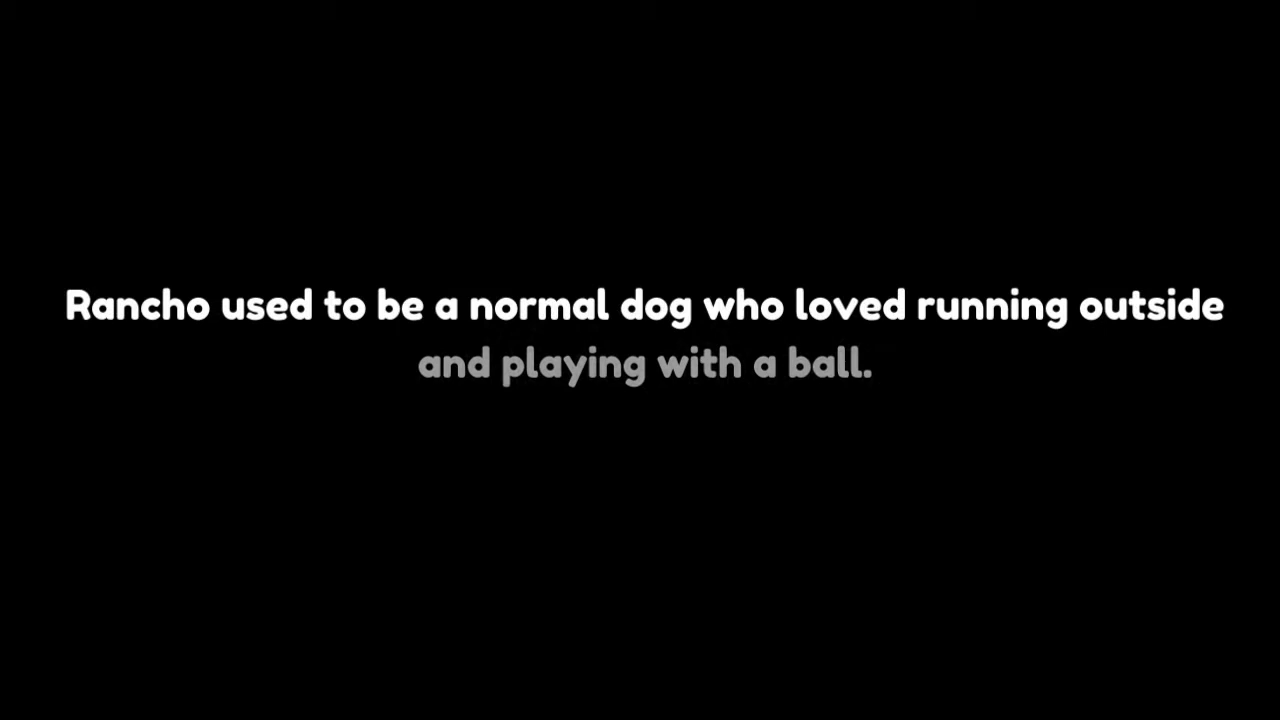 Rancho used to be a normal dog who loved running outside
and playing with a ball.